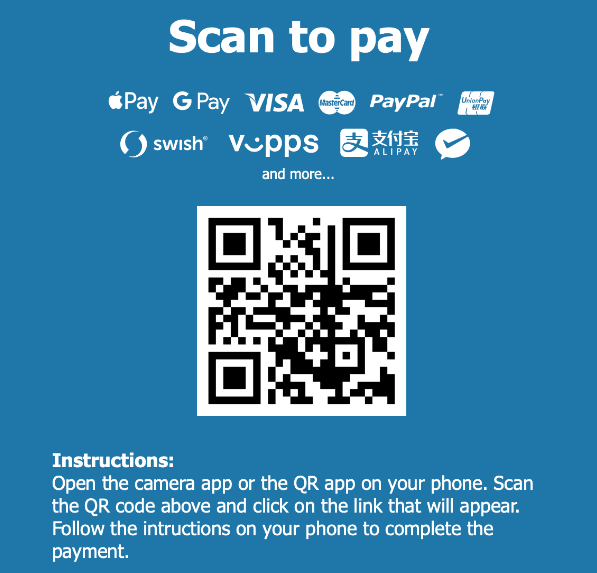 Scan to pay
Pay G Pay VISA MasterCard PayPal™ UnionPay 银联
swish® vipps 支付宝 ALIPAY
and more...
Instructions:
Open the camera app or the QR app on your phone. Scan
the QR code above and click on the link that will appear.
Follow the intructions on your phone to complete the
payment.